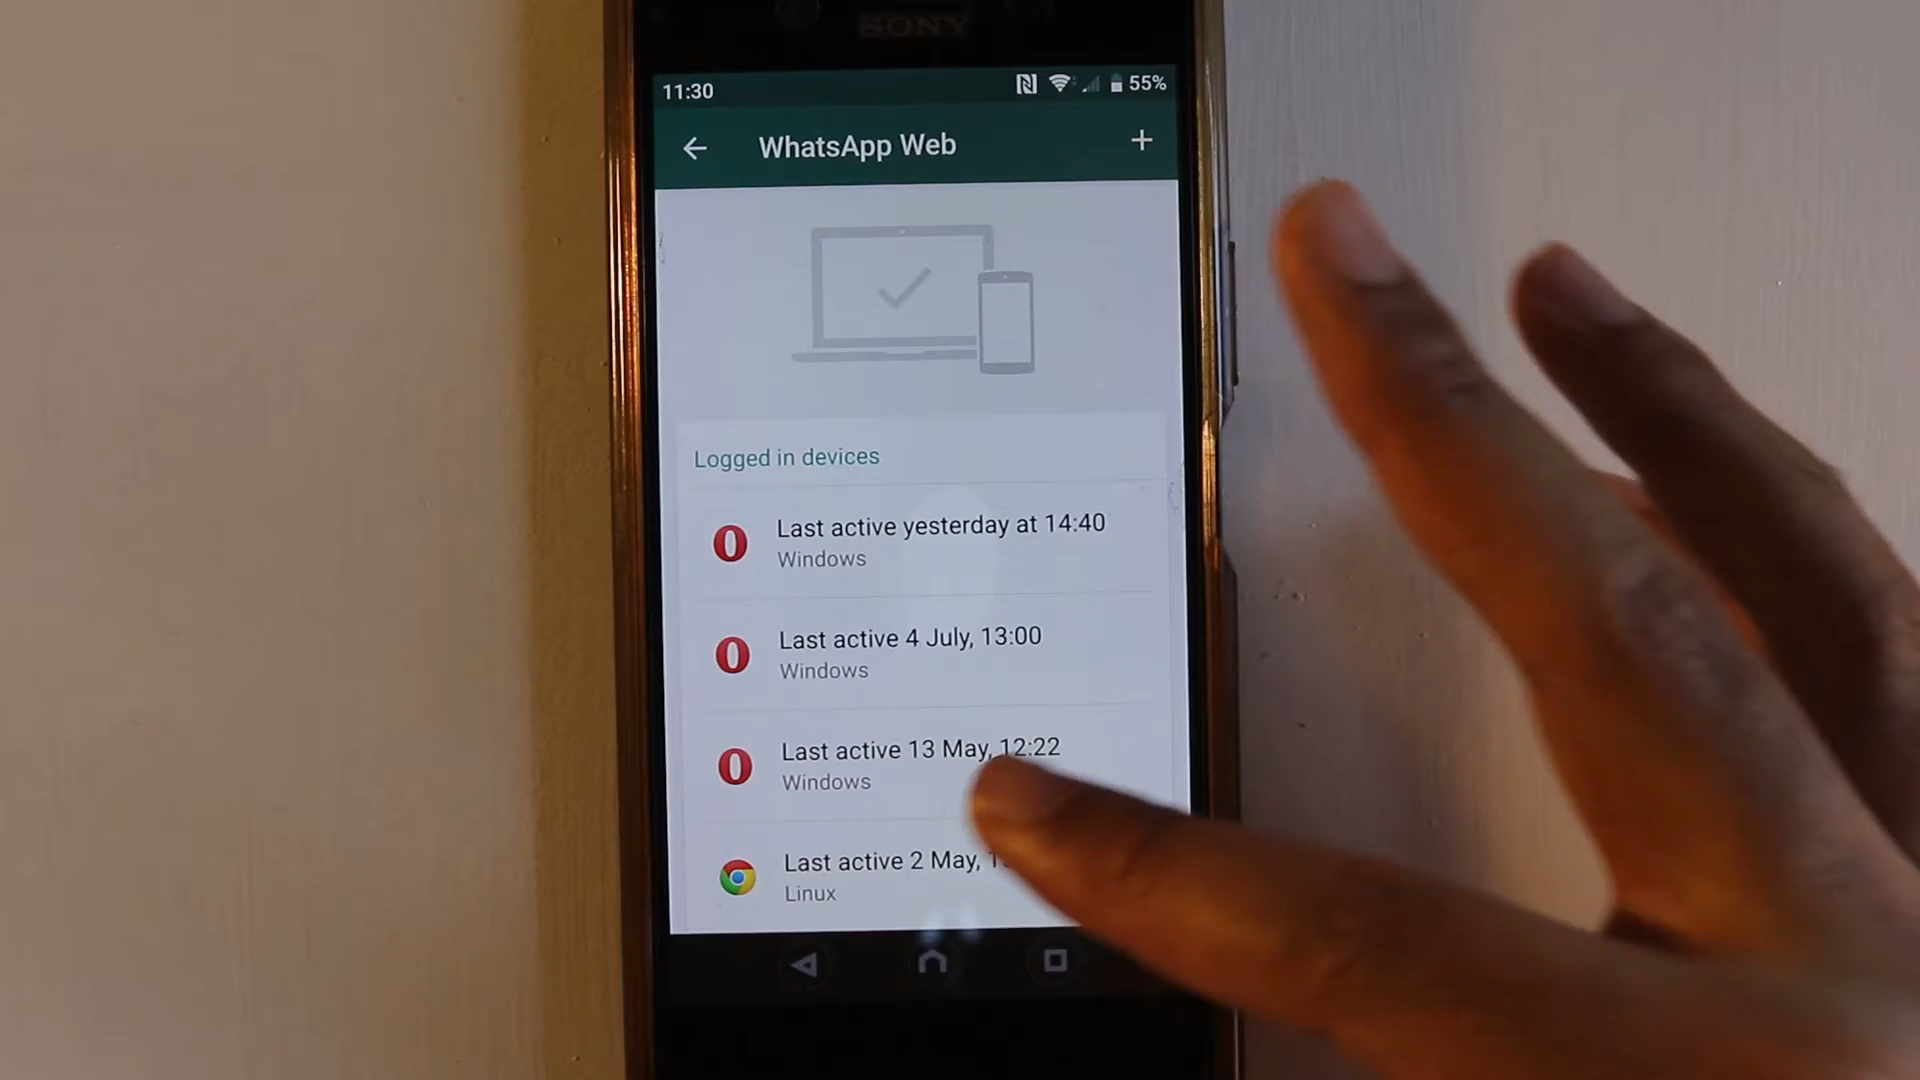 SONY
11:30 55%
WhatsApp Web
Logged in devices
Last active yesterday at 14:40
Windows
Last active 4 July, 13:00
Windows
Last active 13 May, 12:22
Windows
Last active 2 May,
Linux